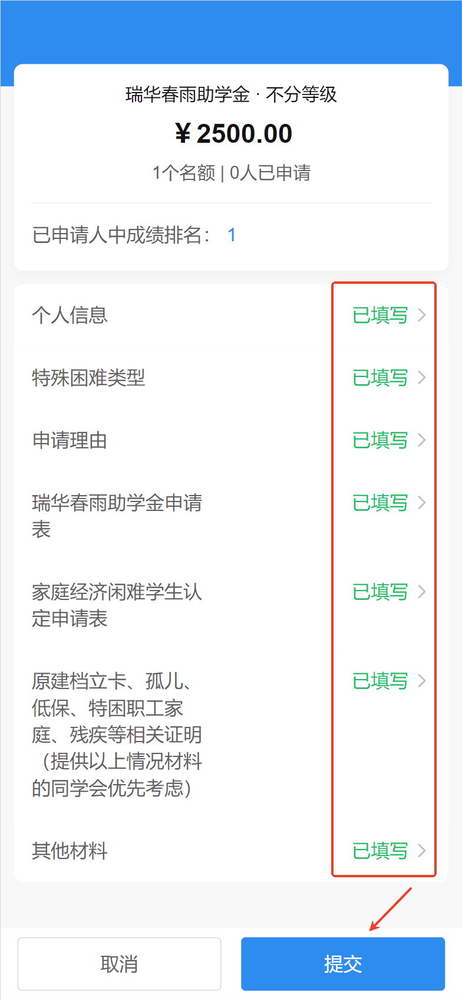 瑞华春雨助学金 · 不分等级
¥ 2500.00
1个名额 | 0人已申请
已申请人中成绩排名： 1
个人信息 已填写
特殊困难类型 已填写
申请理由 已填写
瑞华春雨助学金申请 已填写
表
家庭经济闲难学生认 已填写
定申请表
原建档立卡、孤儿、 已填写
低保、特困职工家
庭、残疾等相关证明
（提供以上情况材料
的同学会优先考虑）
其他材料 已填写
取消 提交